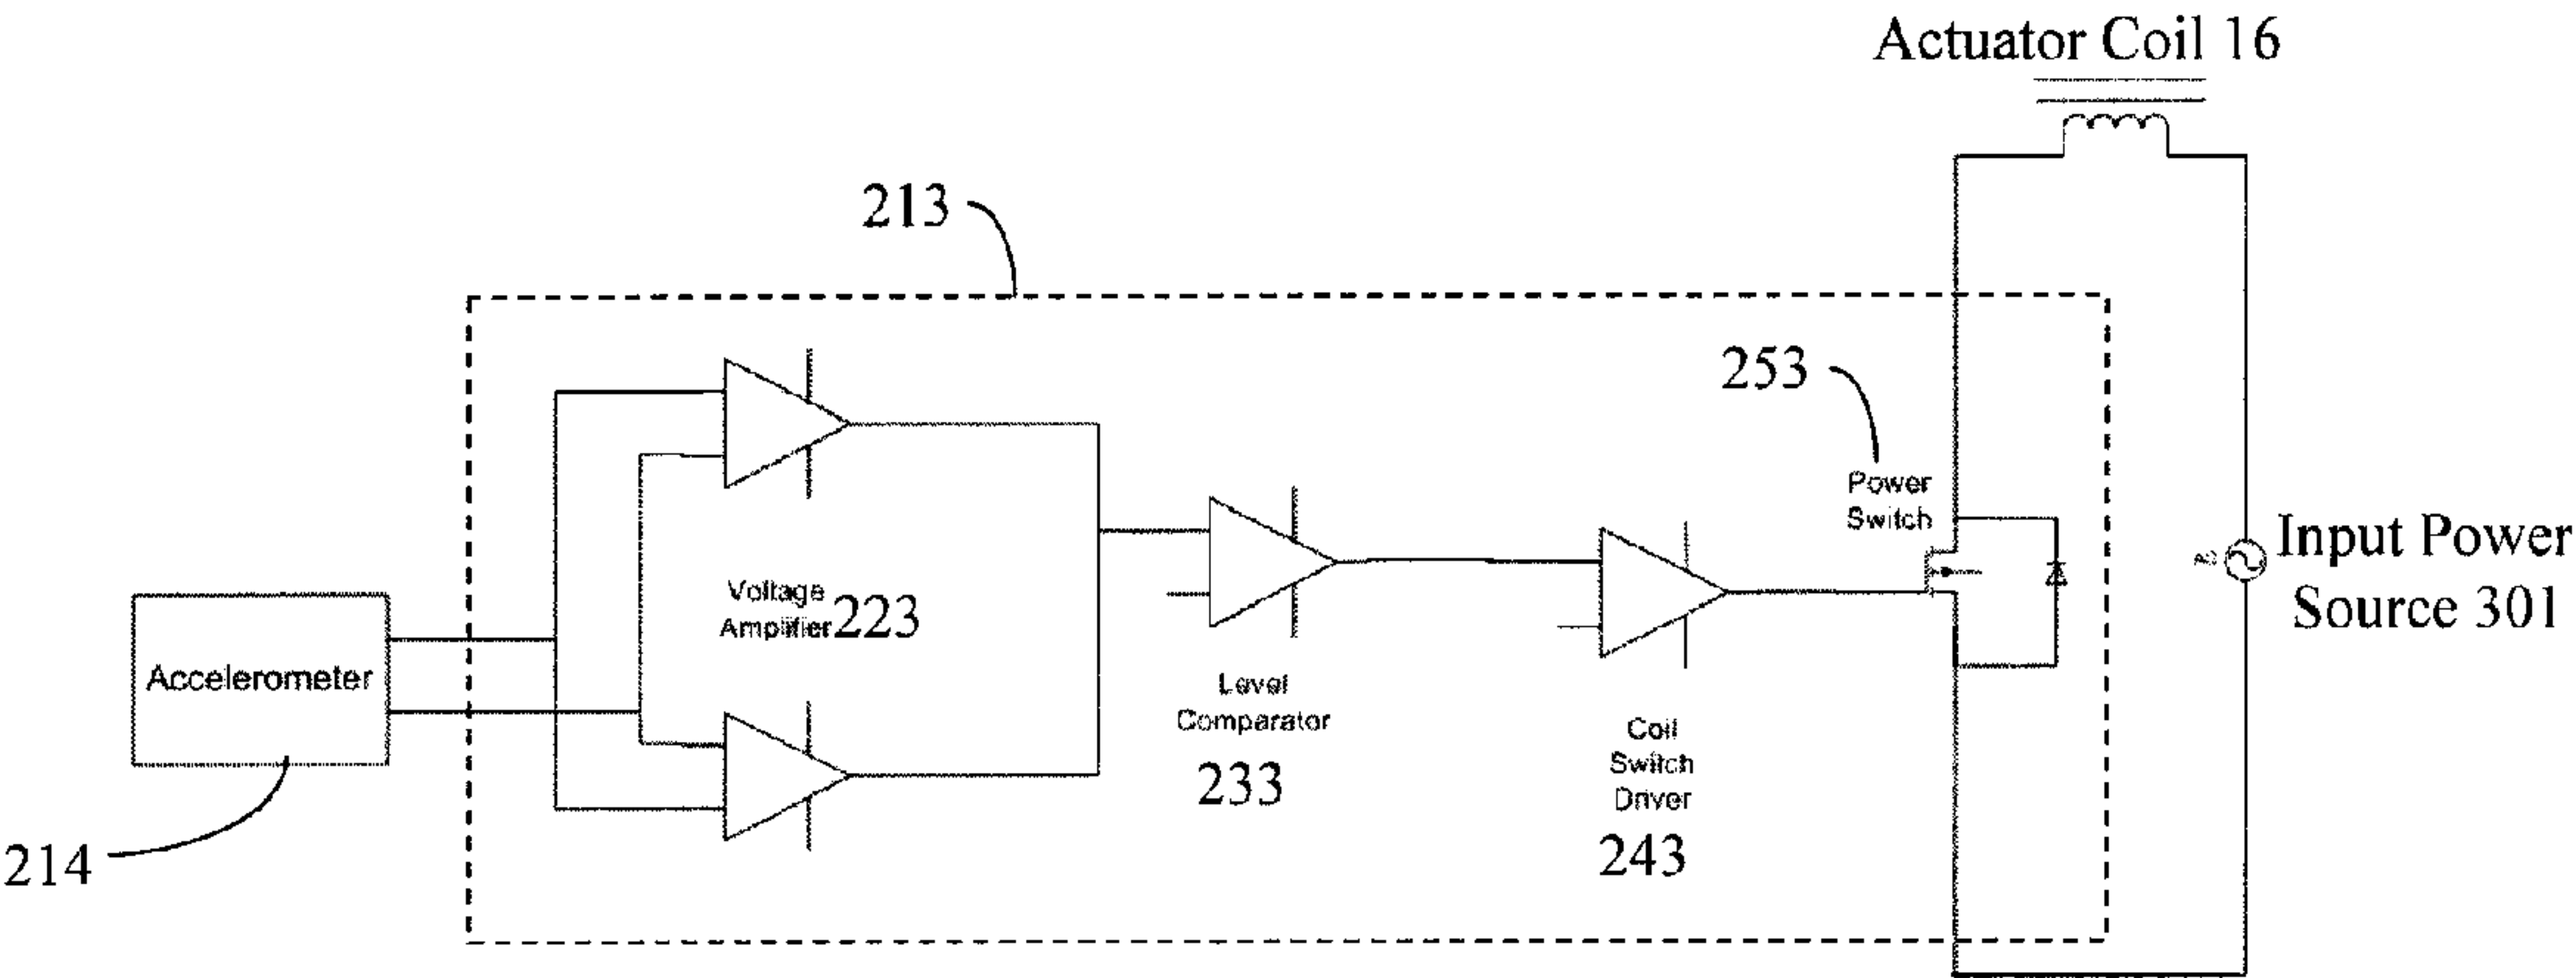 Actuator Coil 16
213
253
Power
Switch
Input Power
Source 301
Voltage
Amplifier 223
Accelerometer
Level
Comparator
233
Coil
Switch
Driver
243
214